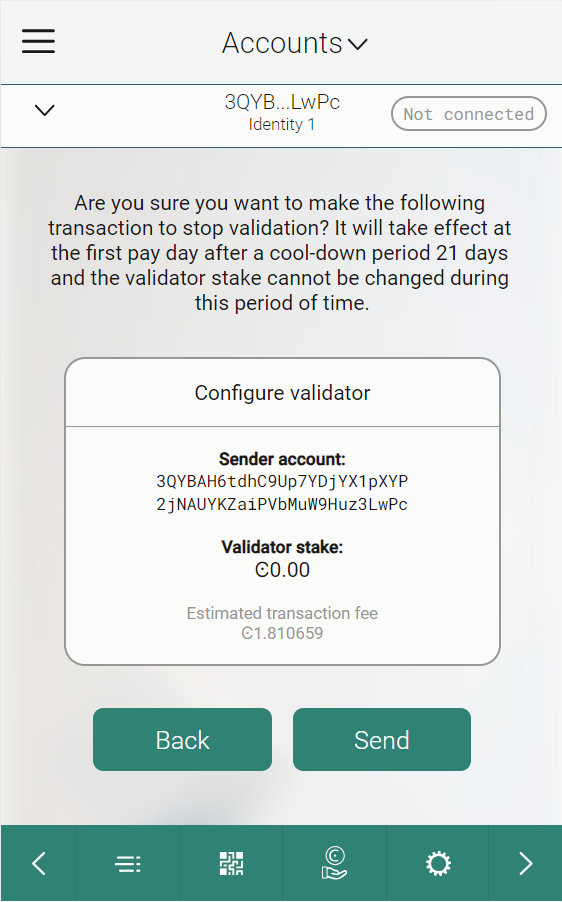 Accounts
3QYB...LwPc
Identity 1
Not connected
Are you sure you want to make the following
transaction to stop validation? It will take effect at
the first pay day after a cool-down period 21 days
and the validator stake cannot be changed during
this period of time.
Configure validator
Sender account:
3QYBAH6tdhC9Up7YDjYX1pXYP
2jNAUYKZaiPVbMuW9Huz3LwPc
Validator stake:
Ͼ0.00
Estimated transaction fee
Ͼ1.810659
Back
Send